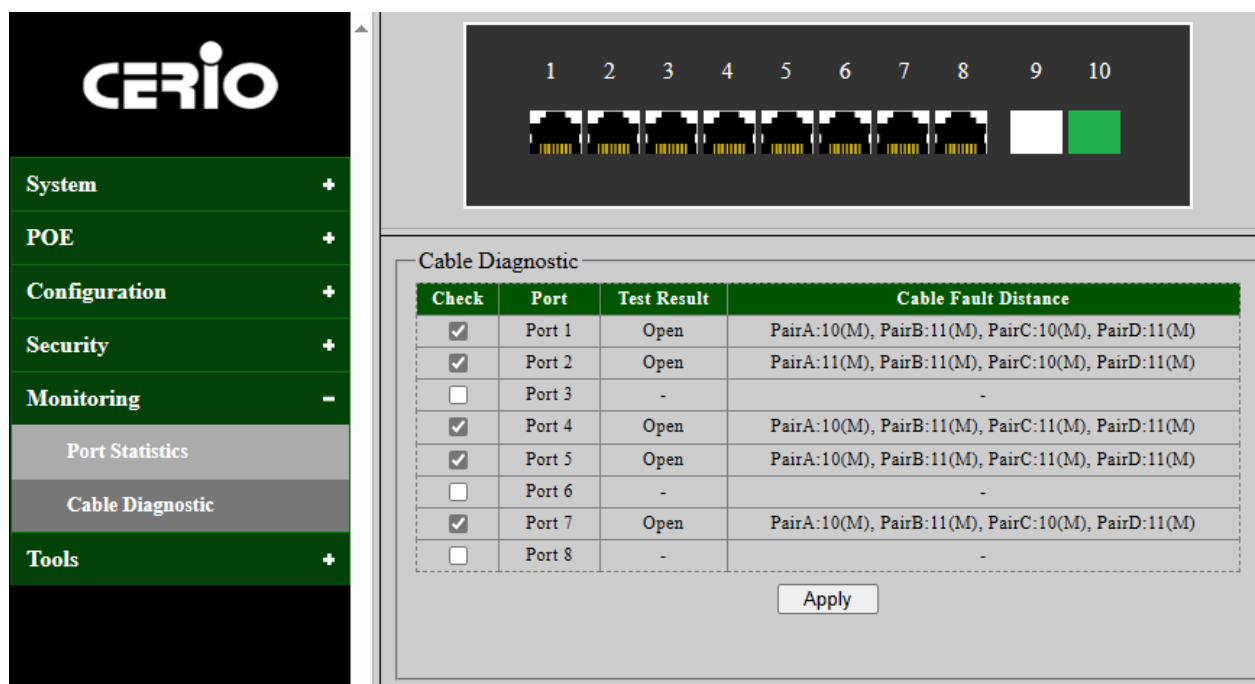 CERIO
System
POE
Configuration
Security
Monitoring
Port Statistics
Cable Diagnostic
Tools
1 2 3 4 5 6 7 8 9 10
Cable Diagnostic
Check Port Test Result Cable Fault Distance
Port 1 Open PairA:10(M), PairB:11(M), PairC:10(M), PairD:11(M)
Port 2 Open PairA:11(M), PairB:11(M), PairC:10(M), PairD:11(M)
Port 3 - -
Port 4 Open PairA:10(M), PairB:11(M), PairC:11(M), PairD:11(M)
Port 5 Open PairA:10(M), PairB:11(M), PairC:11(M), PairD:11(M)
Port 6 - -
Port 7 Open PairA:10(M), PairB:11(M), PairC:10(M), PairD:11(M)
Port 8 - -
Apply